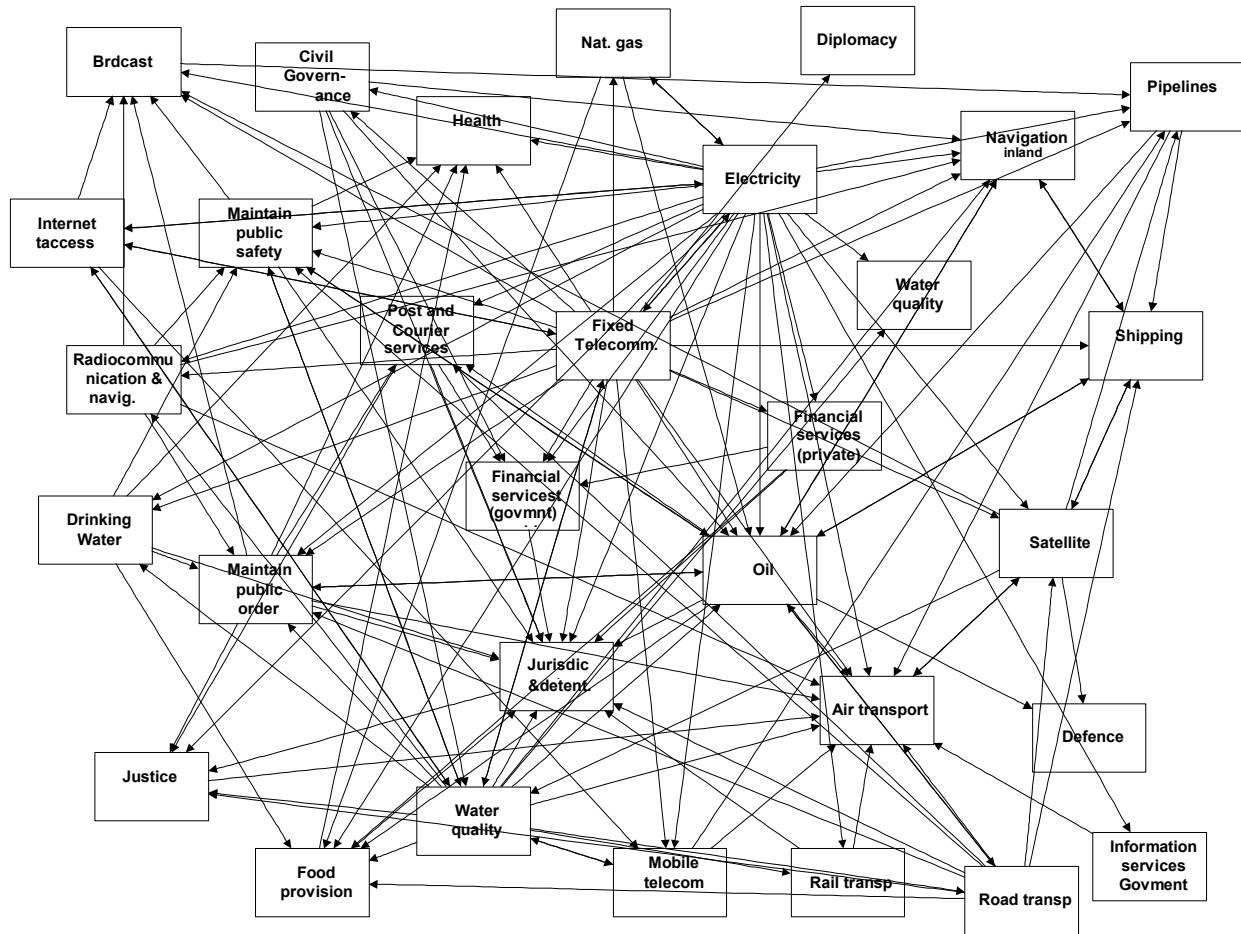 Brdcast
Civil
Govern-
ance
Nat. gas
Diplomacy
Pipelines
Health
Navigation
inland
Electricity
Internet
taccess
Maintain
public
safety
Water
quality
Post and
Courier
services
Fixed
Telecomm.
Shipping
Radiocommu
nication &
navig.
Financial
services
(private)
Financial
servicest
(govmnt)
Drinking
Water
Maintain
public
order
Oil
Satellite
Jurisdic
&detent.
Air transport
Defence
Justice
Water
quality
Food
provision
Mobile
telecom
Rail transp
Road transp
Information
services
Govment